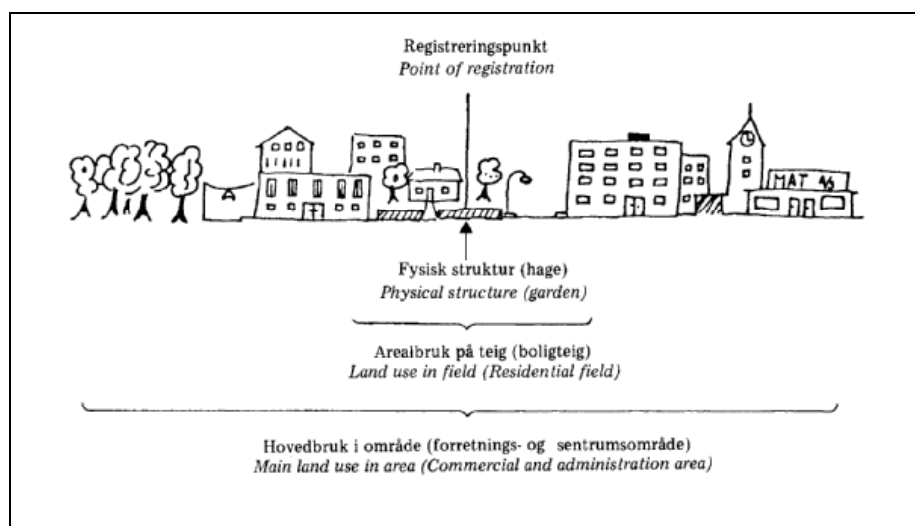 Registreringspunkt
Point of registration
MAT A/S
Fysisk struktur (hage)
Physical structure (garden)
Arealbruk på teig (boligteig)
Land use in field (Residential field)
Hovedbruk i område (forretnings- og sentrumsområde)
Main land use in area (Commercial and administration area)